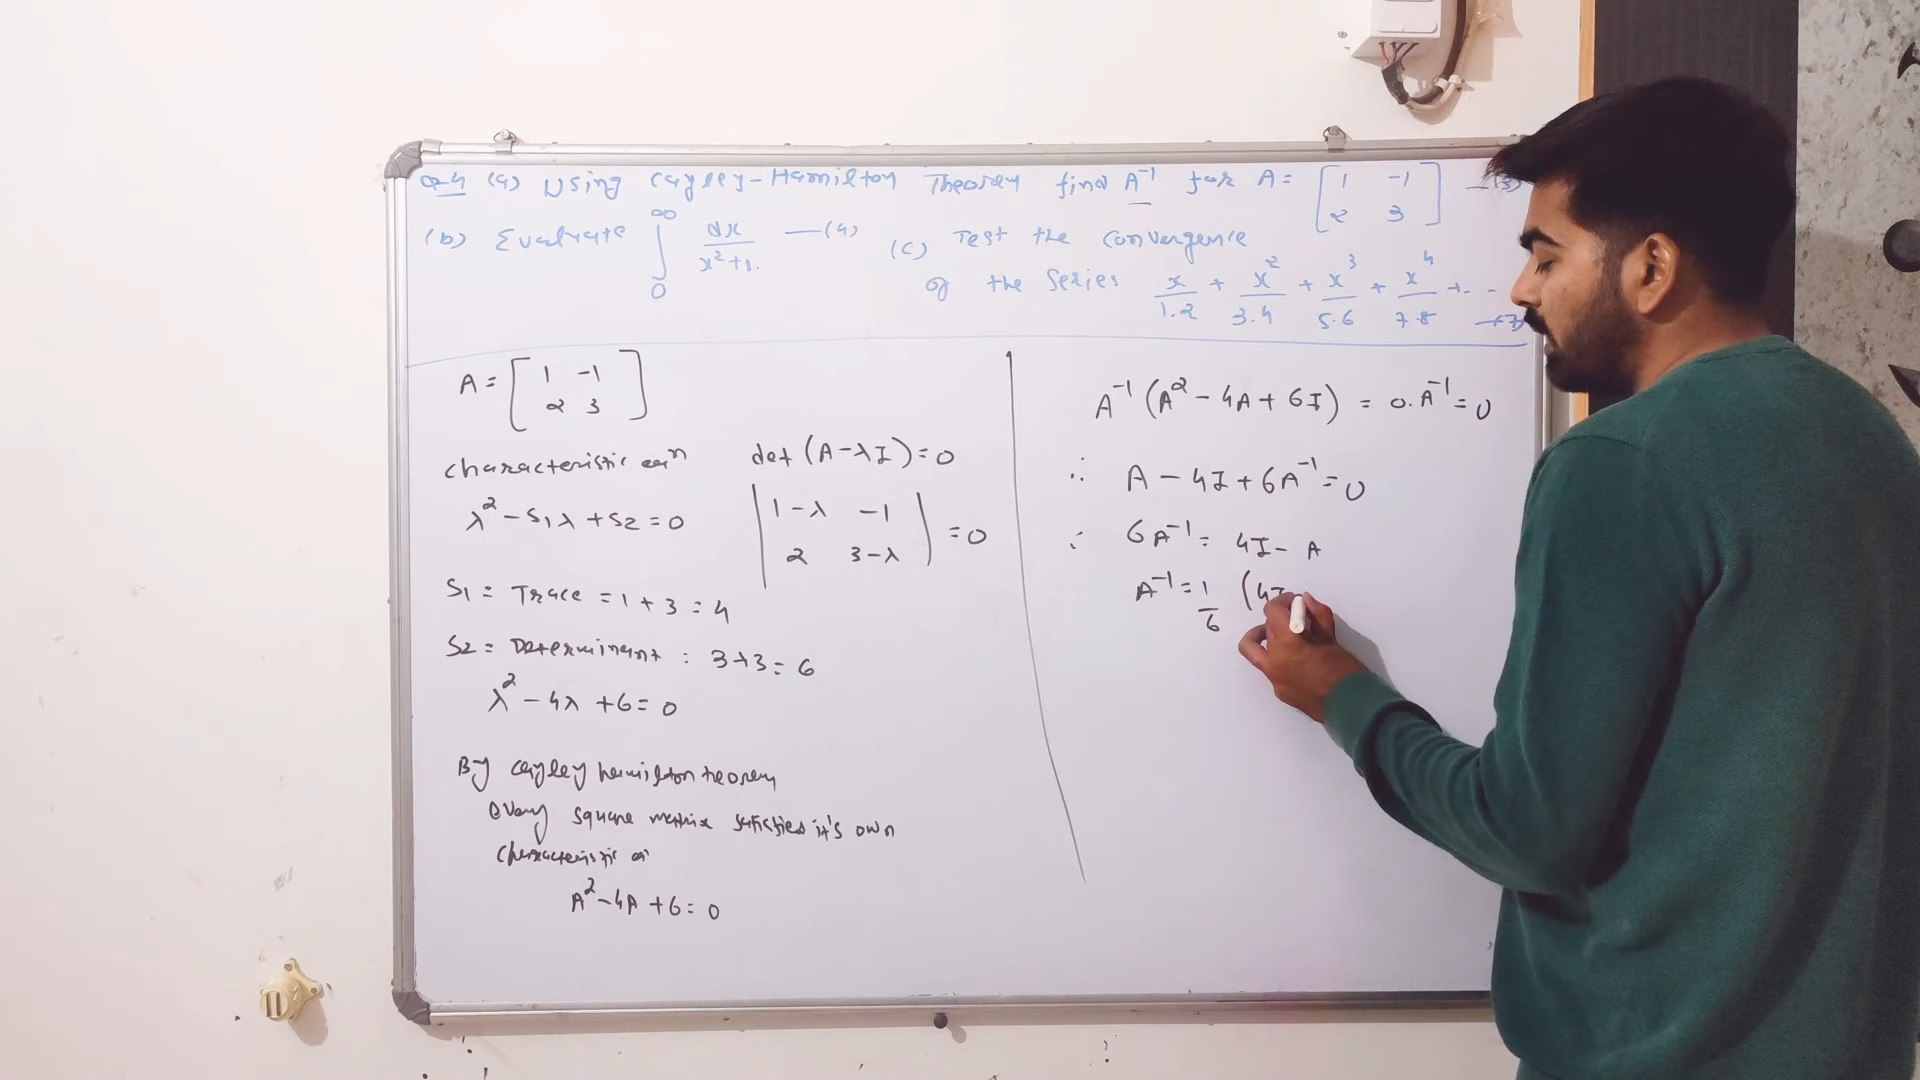 Q-4 (a) Using Cayley-Hamilton Theorem find A⁻¹ for A = [1 -1; 2 3] —(3)
(b) Evaluate ∫₀^∞ dx/(x²+1). —(4)
(c) Test the convergence
of the series x/1.2 + x²/3.4 + x³/5.6 + x⁴/7.8 + .. —(7)
A = [1 -1; 2 3]
characteristic eqⁿ
det (A-λI) = 0
λ² - S1λ + S2 = 0
|1-λ -1; 2 3-λ| = 0
S1 = Trace = 1 + 3 = 4
S2 = Determinant : 3+3 = 6
λ² - 4λ + 6 = 0
By cayley hamilton teorem
every square matrix satisfies it's own
characteristic
A² - 4A + 6 = 0
A⁻¹ (A² - 4A + 6I) = 0.A⁻¹ = 0
∴ A - 4I + 6A⁻¹ = 0
∴ 6A⁻¹ = 4I - A
A⁻¹ = 1/6 (4I